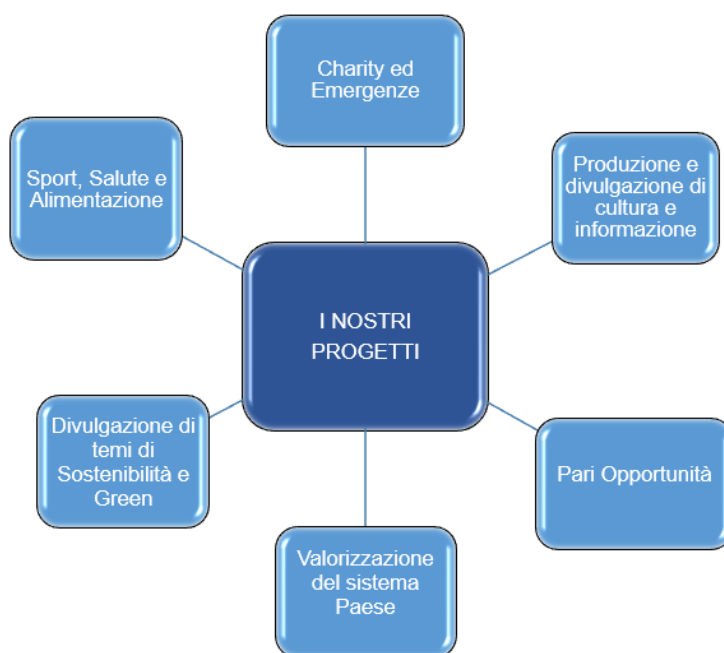 Charity ed
Emergenze
Sport, Salute e
Alimentazione
Produzione e
divulgazione di
cultura e
informazione
I NOSTRI
PROGETTI
Divulgazione di
temi di
Sostenibilità e
Green
Pari Opportunità
Valorizzazione
del sistema
Paese